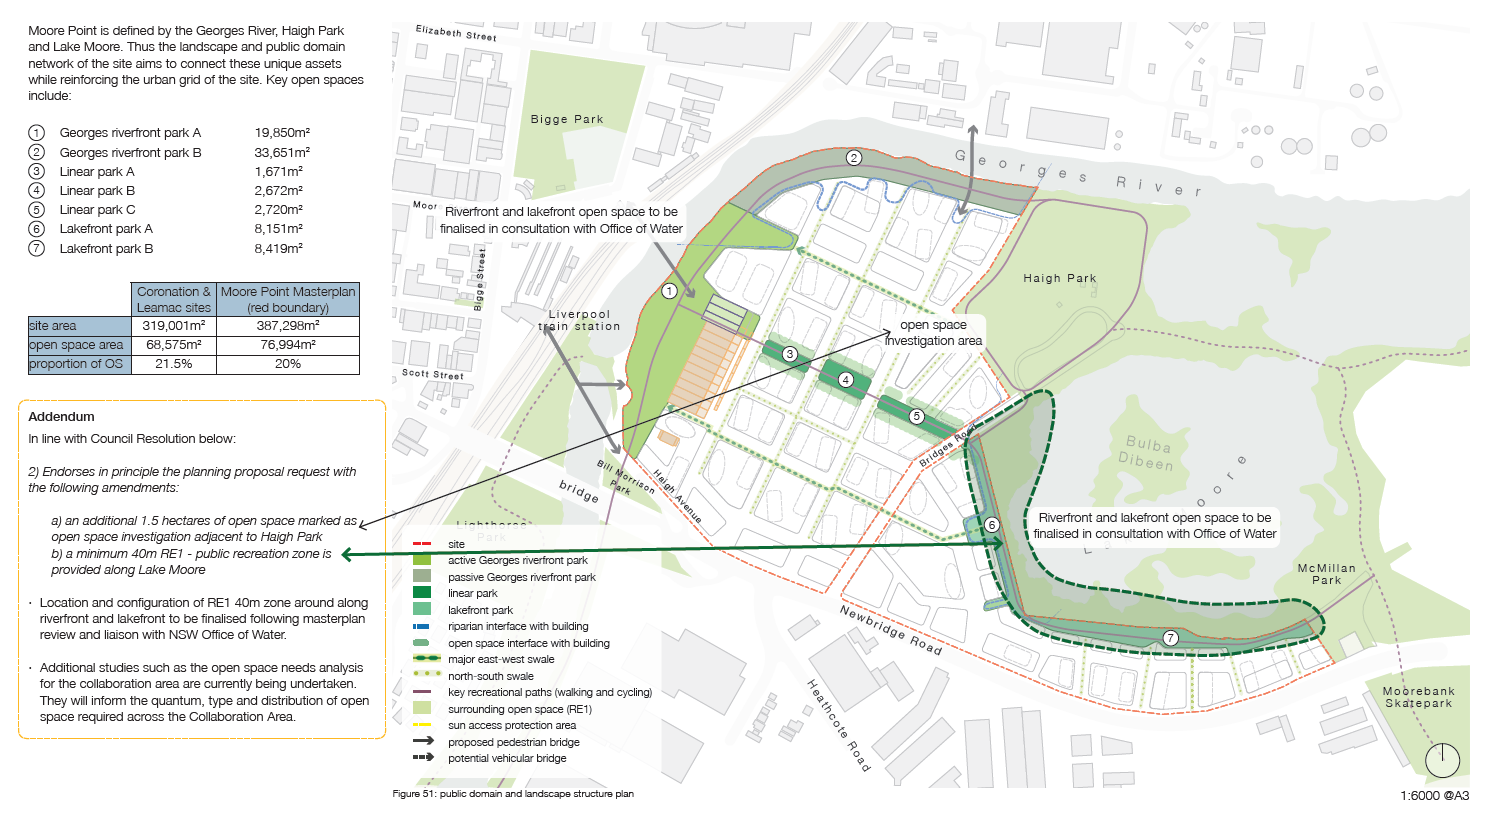 Moore Point is defined by the Georges River, Haigh Park
and Lake Moore. Thus the landscape and public domain
network of the site aims to connect these unique assets
while reinforcing the urban grid of the site. Key open spaces
include:
1 Georges riverfront park A 19,850m²
2 Georges riverfront park B 33,651m²
3 Linear park A 1,671m²
4 Linear park B 2,672m²
5 Linear park C 2,720m²
6 Lakefront park A 8,151m²
7 Lakefront park B 8,419m²
Coronation & Leamac sites
Moore Point Masterplan (red boundary)
site area 319,001m² 387,298m²
open space area 68,575m² 76,994m²
proportion of OS 21.5% 20%
Addendum
In line with Council Resolution below:
2) Endorses in principle the planning proposal request with
the following amendments:
a) an additional 1.5 hectares of open space marked as
open space investigation adjacent to Haigh Park
b) a minimum 40m RE1 - public recreation zone is
provided along Lake Moore
· Location and configuration of RE1 40m zone around along
riverfront and lakefront to be finalised following masterplan
review and liaison with NSW Office of Water.
· Additional studies such as the open space needs analysis
for the collaboration area are currently being undertaken.
They will inform the quantum, type and distribution of open
space required across the Collaboration Area.
Elizabeth Street
Bigge Park
Georges River
2
Moor
Riverfront and lakefront open space to be
finalised in consultation with Office of Water
Bigge Street
Haigh Park
1
Liverpool
train station
open space
investigation area
3
4
5
Scott Street
Bridges Road
Bulba
Dibeen
Bill Morrison
Park
Haigh Avenue
bridge
Lighthorse
Park
6
oore
Riverfront and lakefront open space to be
finalised in consultation with Office of Water
McMillan
Park
7
Newbridge Road
Heathcote Road
Moorebank
Skatepark
site
active Georges riverfront park
passive Georges riverfront park
linear park
lakefront park
riparian interface with building
open space interface with building
major east-west swale
north-south swale
key recreational paths (walking and cycling)
surrounding open space (RE1)
sun access protection area
proposed pedestrian bridge
potential vehicular bridge
Figure 51: public domain and landscape structure plan
1:6000 @A3